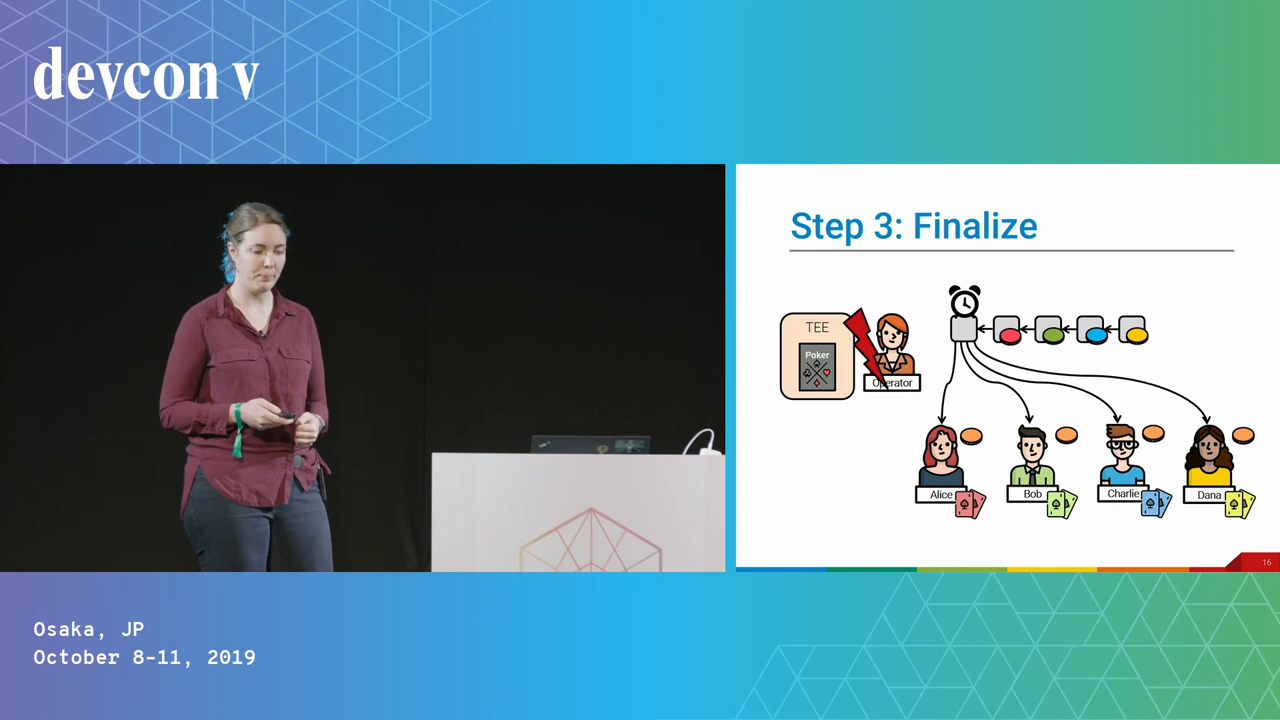 devcon v
Step 3: Finalize
TEE
Poker
Operator
Alice
Bob
Charlie
Dana
16
Osaka, JP
October 8-11, 2019